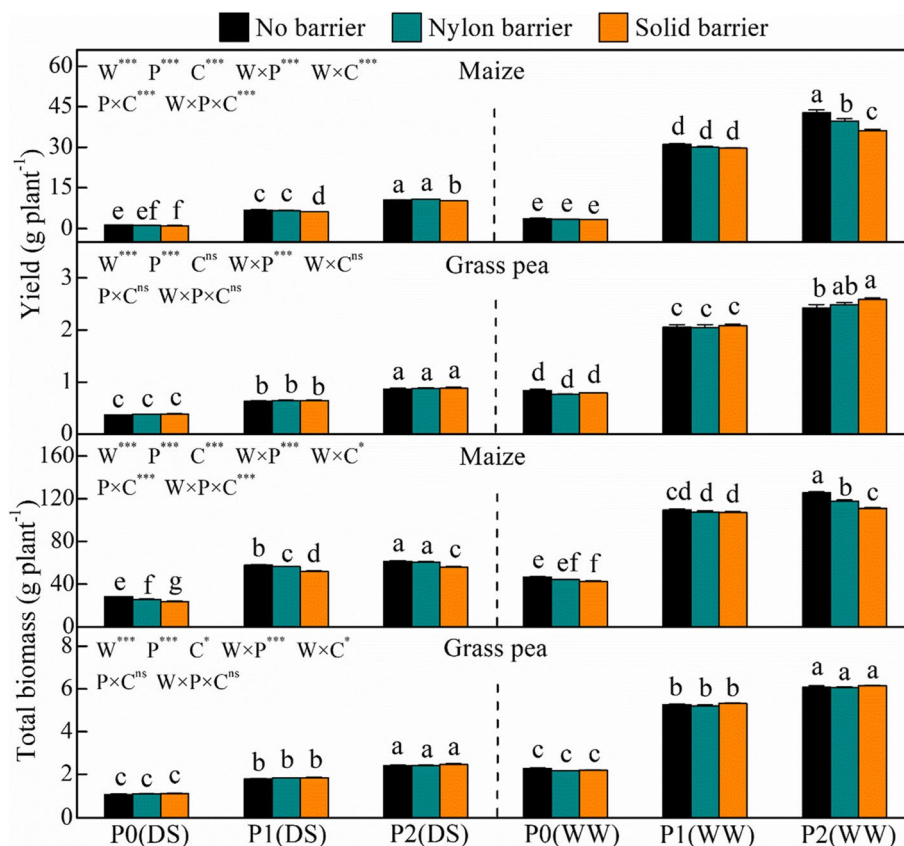 No barrier Nylon barrier Solid barrier
Yield (g plant⁻¹)
Total biomass (g plant⁻¹)
W*** P*** C*** W×P*** W×C*** Maize
P×C*** W×P×C***
60
45
30
15
0
e ef f c c d a a b e e e d d d a b c
W*** P*** Cⁿˢ W×P*** W×Cⁿˢ Grass pea
P×Cⁿˢ W×P×Cⁿˢ
3
2
1
0
c c c b b b a a a d d d c c c b ab a
W*** P*** C*** W×P*** W×C* Maize
P×C*** W×P×C***
160
120
80
40
0
e f g b c d a a c e ef f cd d d a b c
W*** P*** C* W×P*** W×C* Grass pea
P×Cⁿˢ W×P×Cⁿˢ
8
6
4
2
0
c c c b b b a a a c c c b b b a a a
P0(DS) P1(DS) P2(DS) P0(WW) P1(WW) P2(WW)